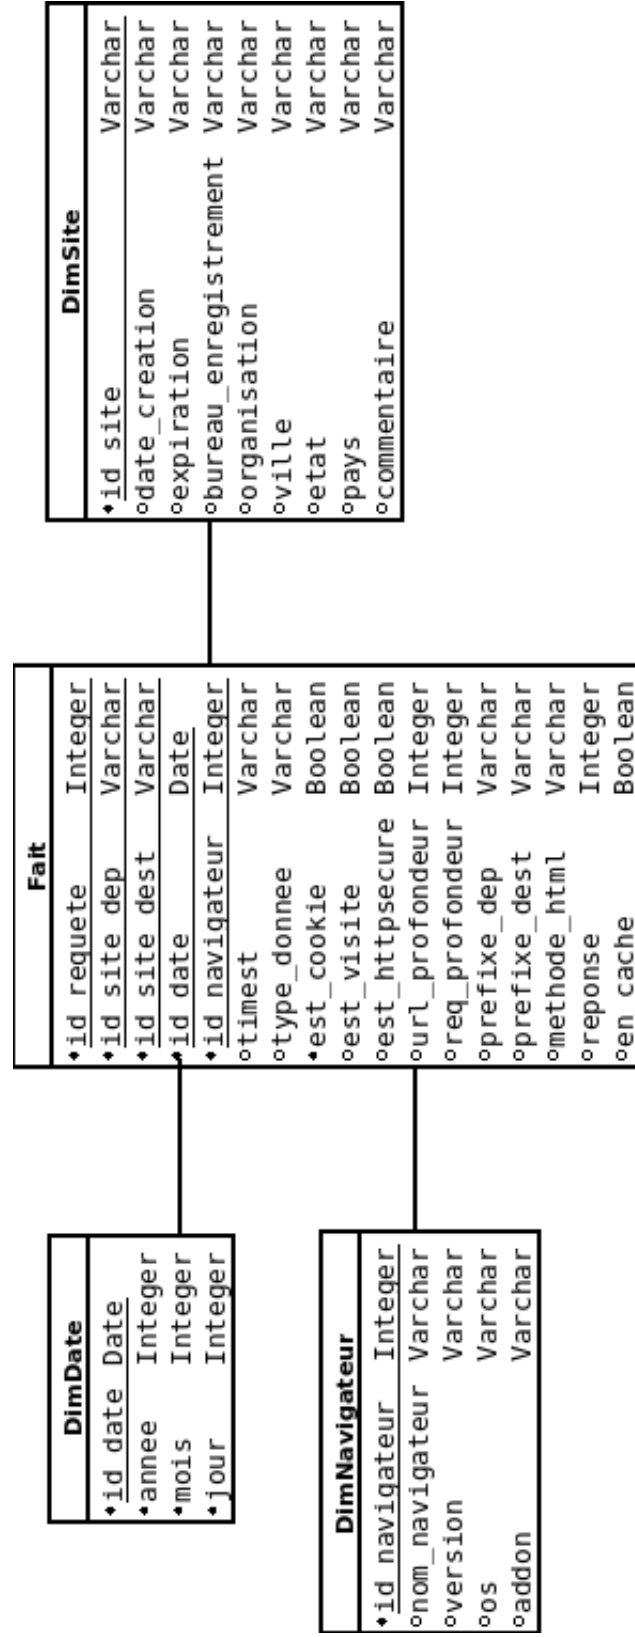 DimDate
id_date Date
annee Integer
mois Integer
jour Integer
DimNavigateur
id_navigateur Integer
nom_navigateur Varchar
version Varchar
os Varchar
addon Varchar
Fait
id_requete Integer
id_site_dep Varchar
id_site_dest Varchar
id_date Date
id_navigateur Integer
timest Varchar
type_donnee Varchar
est_cookie Boolean
est_visite Boolean
est_httpsecure Boolean
url_profondeur Integer
req_profondeur Integer
prefixe_dep Varchar
prefixe_dest Varchar
methode_html Varchar
reponse Integer
en_cache Boolean
DimSite
id_site Varchar
date_creation Varchar
expiration Varchar
bureau_enregistrement Varchar
organisation Varchar
ville Varchar
etat Varchar
pays Varchar
commentaire Varchar